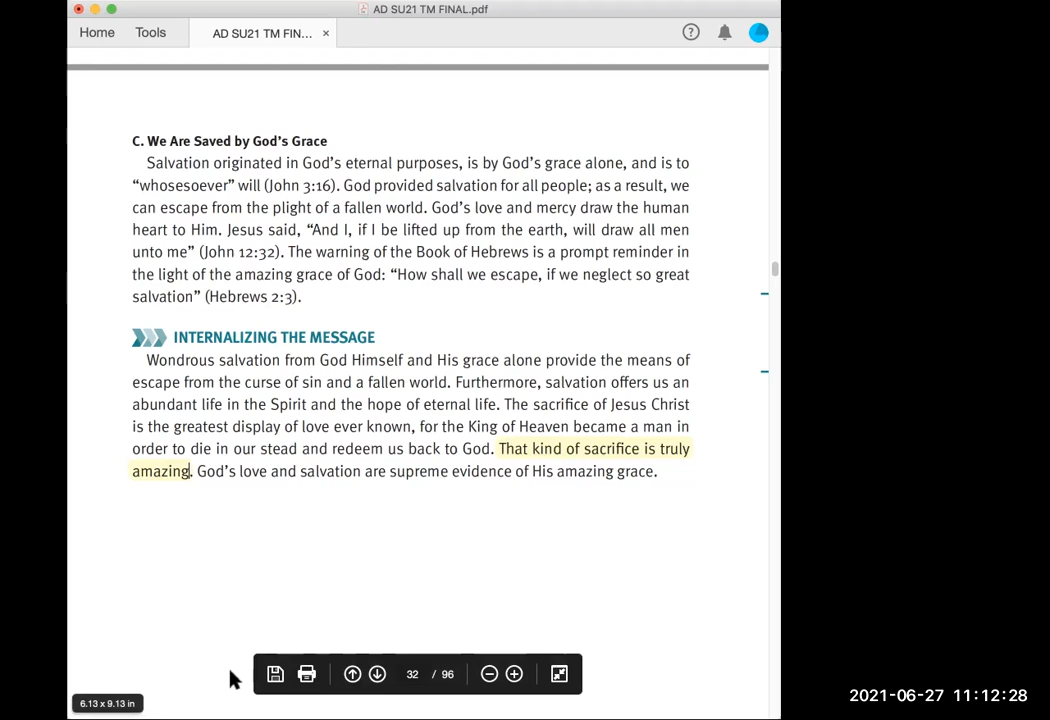 AD SU21 TM FINAL.pdf
Home Tools AD SU21 TM FIN... ×
C. We Are Saved by God's Grace
Salvation originated in God's eternal purposes, is by God's grace alone, and is to
“whosesoever” will (John 3:16). God provided salvation for all people; as a result, we
can escape from the plight of a fallen world. God's love and mercy draw the human
heart to Him. Jesus said, “And I, if I be lifted up from the earth, will draw all men
unto me” (John 12:32). The warning of the Book of Hebrews is a prompt reminder in
the light of the amazing grace of God: “How shall we escape, if we neglect so great
salvation” (Hebrews 2:3).
INTERNALIZING THE MESSAGE
Wondrous salvation from God Himself and His grace alone provide the means of
escape from the curse of sin and a fallen world. Furthermore, salvation offers us an
abundant life in the Spirit and the hope of eternal life. The sacrifice of Jesus Christ
is the greatest display of love ever known, for the King of Heaven became a man in
order to die in our stead and redeem us back to God. That kind of sacrifice is truly
amazing. God's love and salvation are supreme evidence of His amazing grace.
32 / 96
6.13 x 9.13 in
2021-06-27 11:12:28